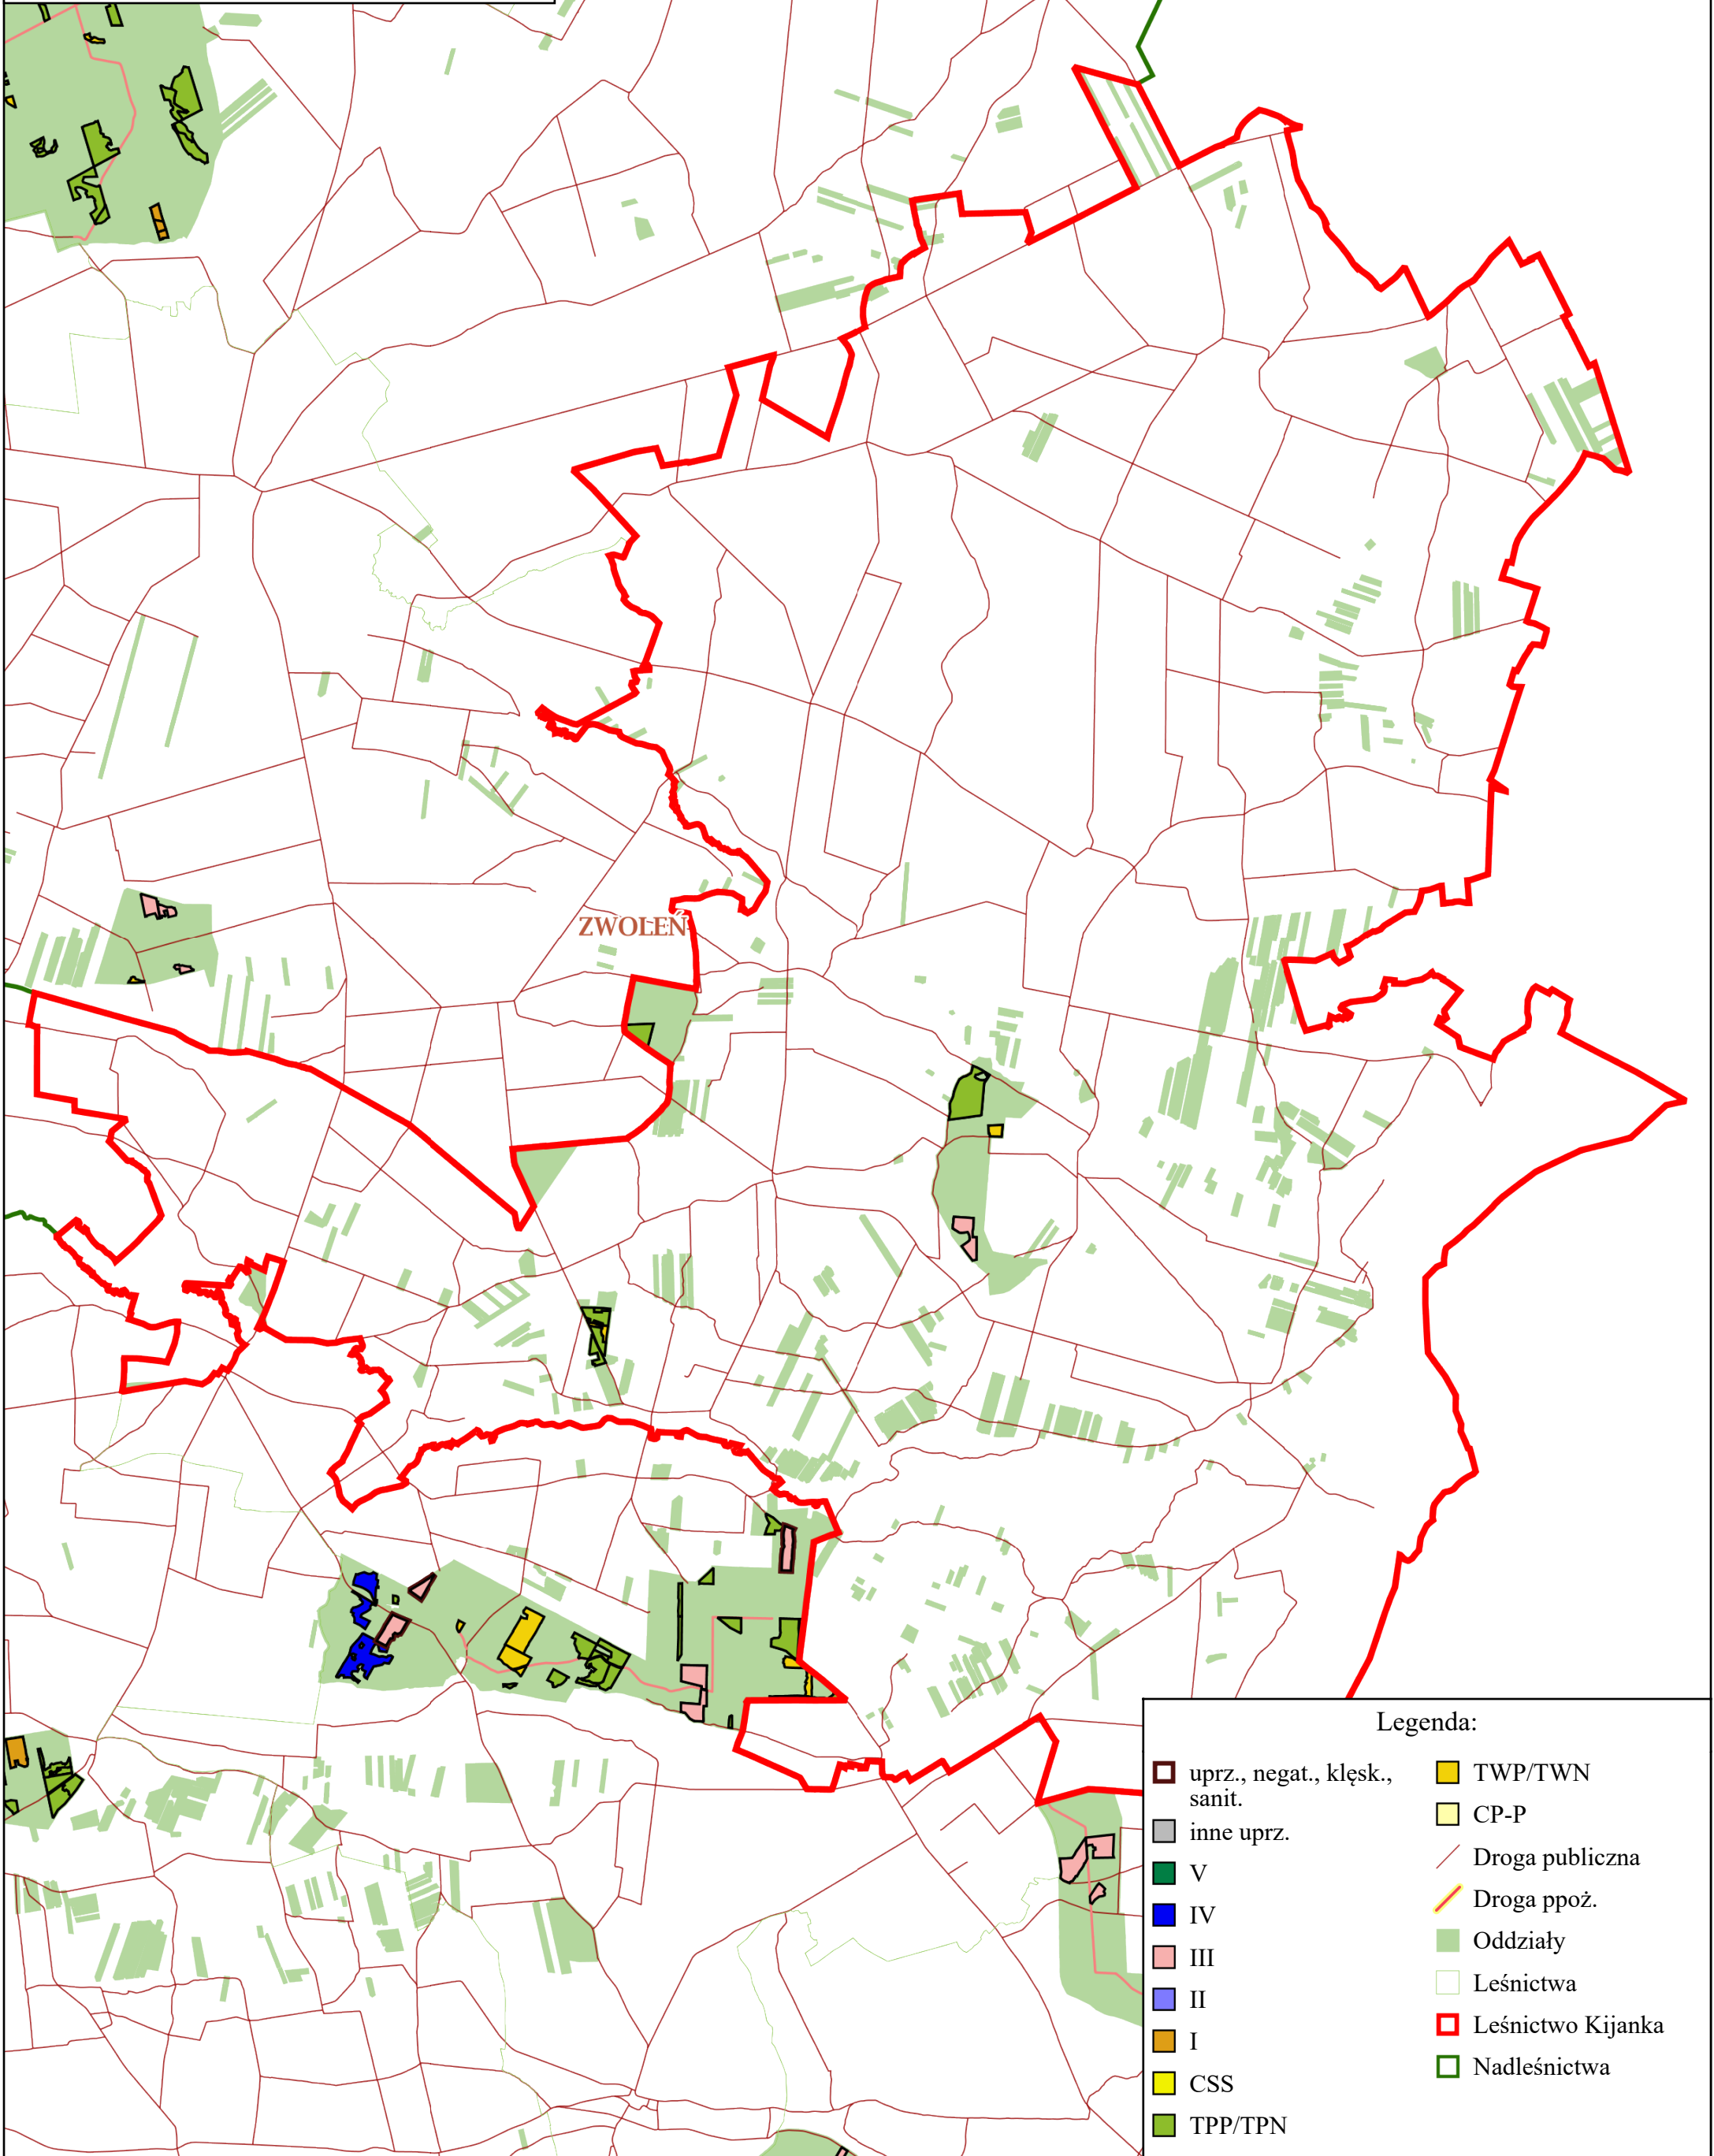 ZWOLEŃ
Legenda:
uprz., negat., klęsk.,
sanit.
inne uprz.
V
IV
III
II
I
CSS
TPP/TPN
TWP/TWN
CP-P
Droga publiczna
Droga ppoż.
Oddziały
Leśnictwa
Leśnictwo Kijanka
Nadleśnictwa